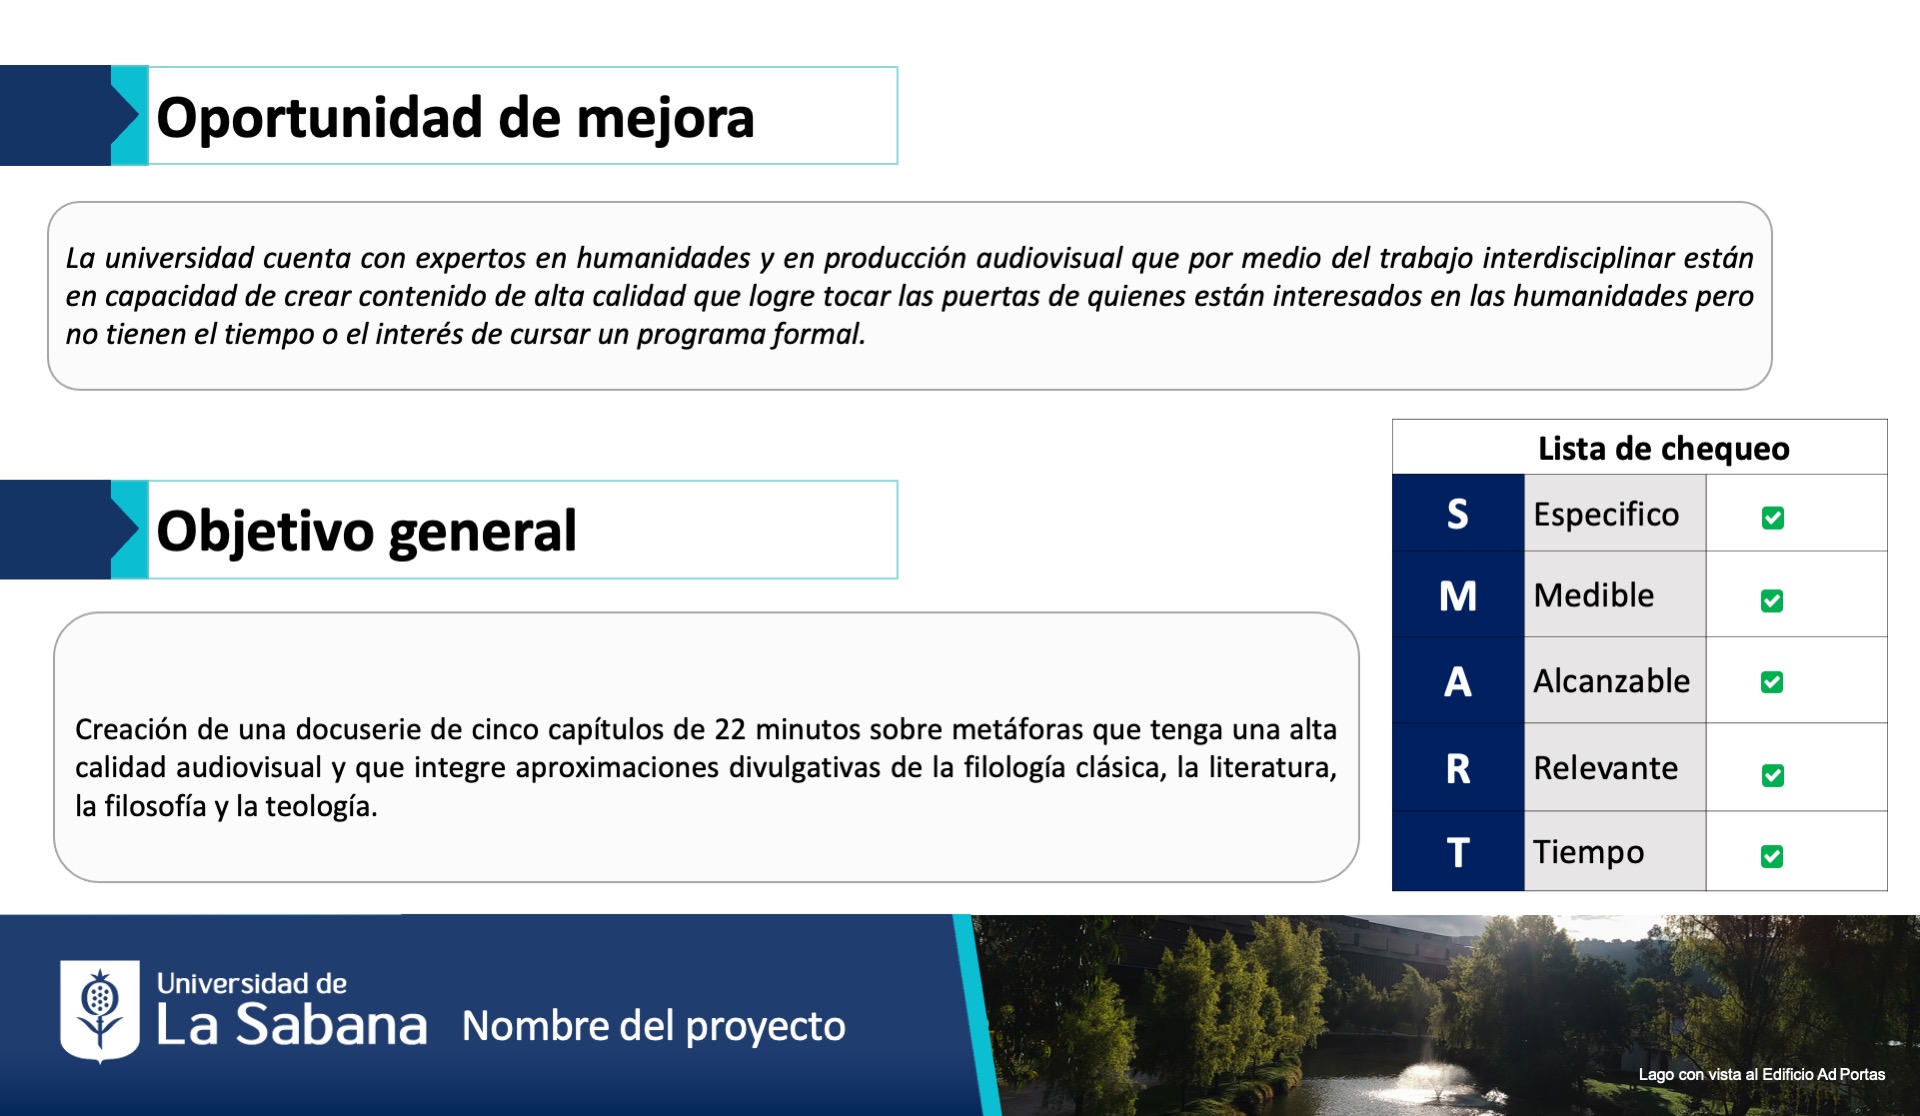 Oportunidad de mejora
La universidad cuenta con expertos en humanidades y en producción audiovisual que por medio del trabajo interdisciplinar están
en capacidad de crear contenido de alta calidad que logre tocar las puertas de quienes están interesados en las humanidades pero
no tienen el tiempo o el interés de cursar un programa formal.
Objetivo general
Creación de una docuserie de cinco capítulos de 22 minutos sobre metáforas que tenga una alta
calidad audiovisual y que integre aproximaciones divulgativas de la filología clásica, la literatura,
la filosofía y la teología.
Lista de chequeo
S Especifico
M Medible
A Alcanzable
R Relevante
T Tiempo
Universidad de
La Sabana
Nombre del proyecto
Lago con vista al Edificio Ad Portas